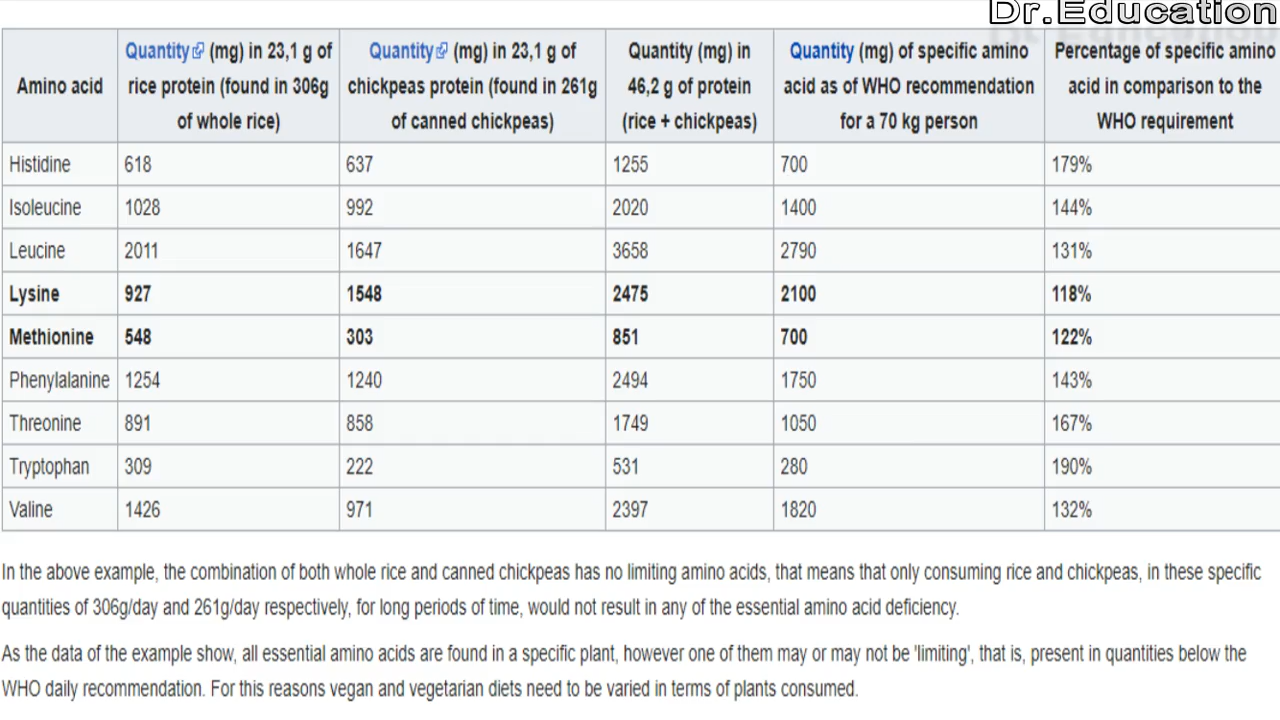 Dr.Education
Amino acid | Quantity (mg) in 23,1 g of rice protein (found in 306g of whole rice) | Quantity (mg) in 23,1 g of chickpeas protein (found in 261g of canned chickpeas) | Quantity (mg) in 46,2 g of protein (rice + chickpeas) | Quantity (mg) of specific amino acid as of WHO recommendation for a 70 kg person | Percentage of specific amino acid in comparison to the WHO requirement
Histidine | 618 | 637 | 1255 | 700 | 179%
Isoleucine | 1028 | 992 | 2020 | 1400 | 144%
Leucine | 2011 | 1647 | 3658 | 2790 | 131%
Lysine | 927 | 1548 | 2475 | 2100 | 118%
Methionine | 548 | 303 | 851 | 700 | 122%
Phenylalanine | 1254 | 1240 | 2494 | 1750 | 143%
Threonine | 891 | 858 | 1749 | 1050 | 167%
Tryptophan | 309 | 222 | 531 | 280 | 190%
Valine | 1426 | 971 | 2397 | 1820 | 132%
In the above example, the combination of both whole rice and canned chickpeas has no limiting amino acids, that means that only consuming rice and chickpeas, in these specific
quantities of 306g/day and 261g/day respectively, for long periods of time, would not result in any of the essential amino acid deficiency.
As the data of the example show, all essential amino acids are found in a specific plant, however one of them may or may not be 'limiting', that is, present in quantities below the
WHO daily recommendation. For this reasons vegan and vegetarian diets need to be varied in terms of plants consumed.